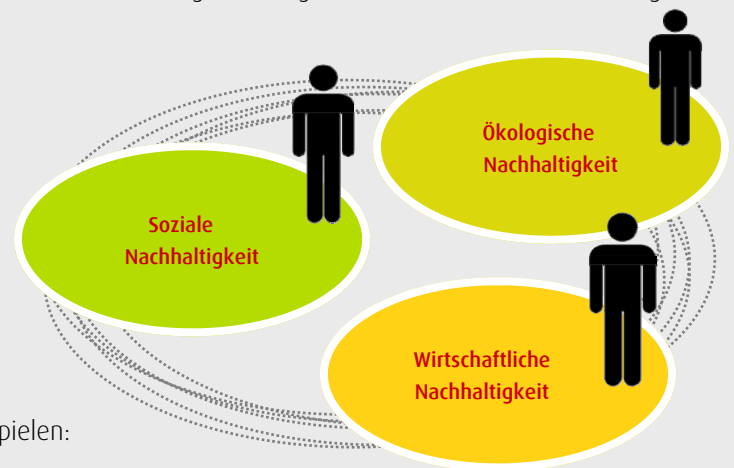 Ökologische
Nachhaltigkeit
Soziale
Nachhaltigkeit
Wirtschaftliche
Nachhaltigkeit
pielen: